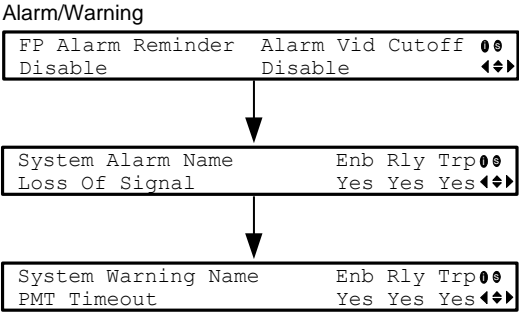 Alarm/Warning
FP Alarm Reminder Alarm Vid Cutoff
Disable Disable
System Alarm Name Enb Rly Trp
Loss Of Signal Yes Yes Yes
System Warning Name Enb Rly Trp
PMT Timeout Yes Yes Yes